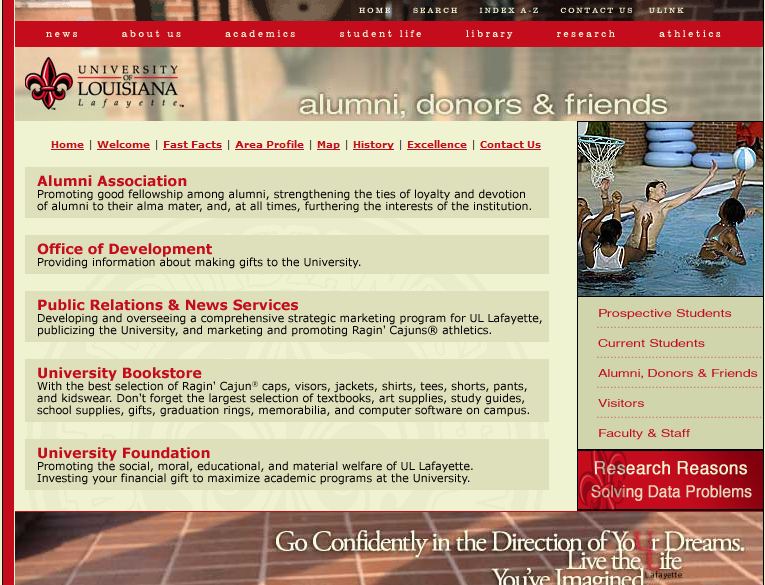 HOME SEARCH INDEX A-Z CONTACT US ULINK
news about us academics student life library research athletics
UNIVERSITY
OF
LOUISIANA
Lafayette™
alumni, donors & friends
Home | Welcome | Fast Facts | Area Profile | Map | History | Excellence | Contact Us
Alumni Association
Promoting good fellowship among alumni, strengthening the ties of loyalty and devotion
of alumni to their alma mater, and, at all times, furthering the interests of the institution.
Office of Development
Providing information about making gifts to the University.
Public Relations & News Services
Developing and overseeing a comprehensive strategic marketing program for UL Lafayette,
publicizing the University, and marketing and promoting Ragin' Cajuns® athletics.
University Bookstore
With the best selection of Ragin' Cajun® caps, visors, jackets, shirts, tees, shorts, pants,
and kidswear. Don't forget the largest selection of textbooks, art supplies, study guides,
school supplies, gifts, graduation rings, memorabilia, and computer software on campus.
University Foundation
Promoting the social, moral, educational, and material welfare of UL Lafayette.
Investing your financial gift to maximize academic programs at the University.
Prospective Students
Current Students
Alumni, Donors & Friends
Visitors
Faculty & Staff
Research Reasons
Solving Data Problems
Go Confidently in the Direction of YoUr Dreams.
Live the Life
You've Imagined
Lafayette